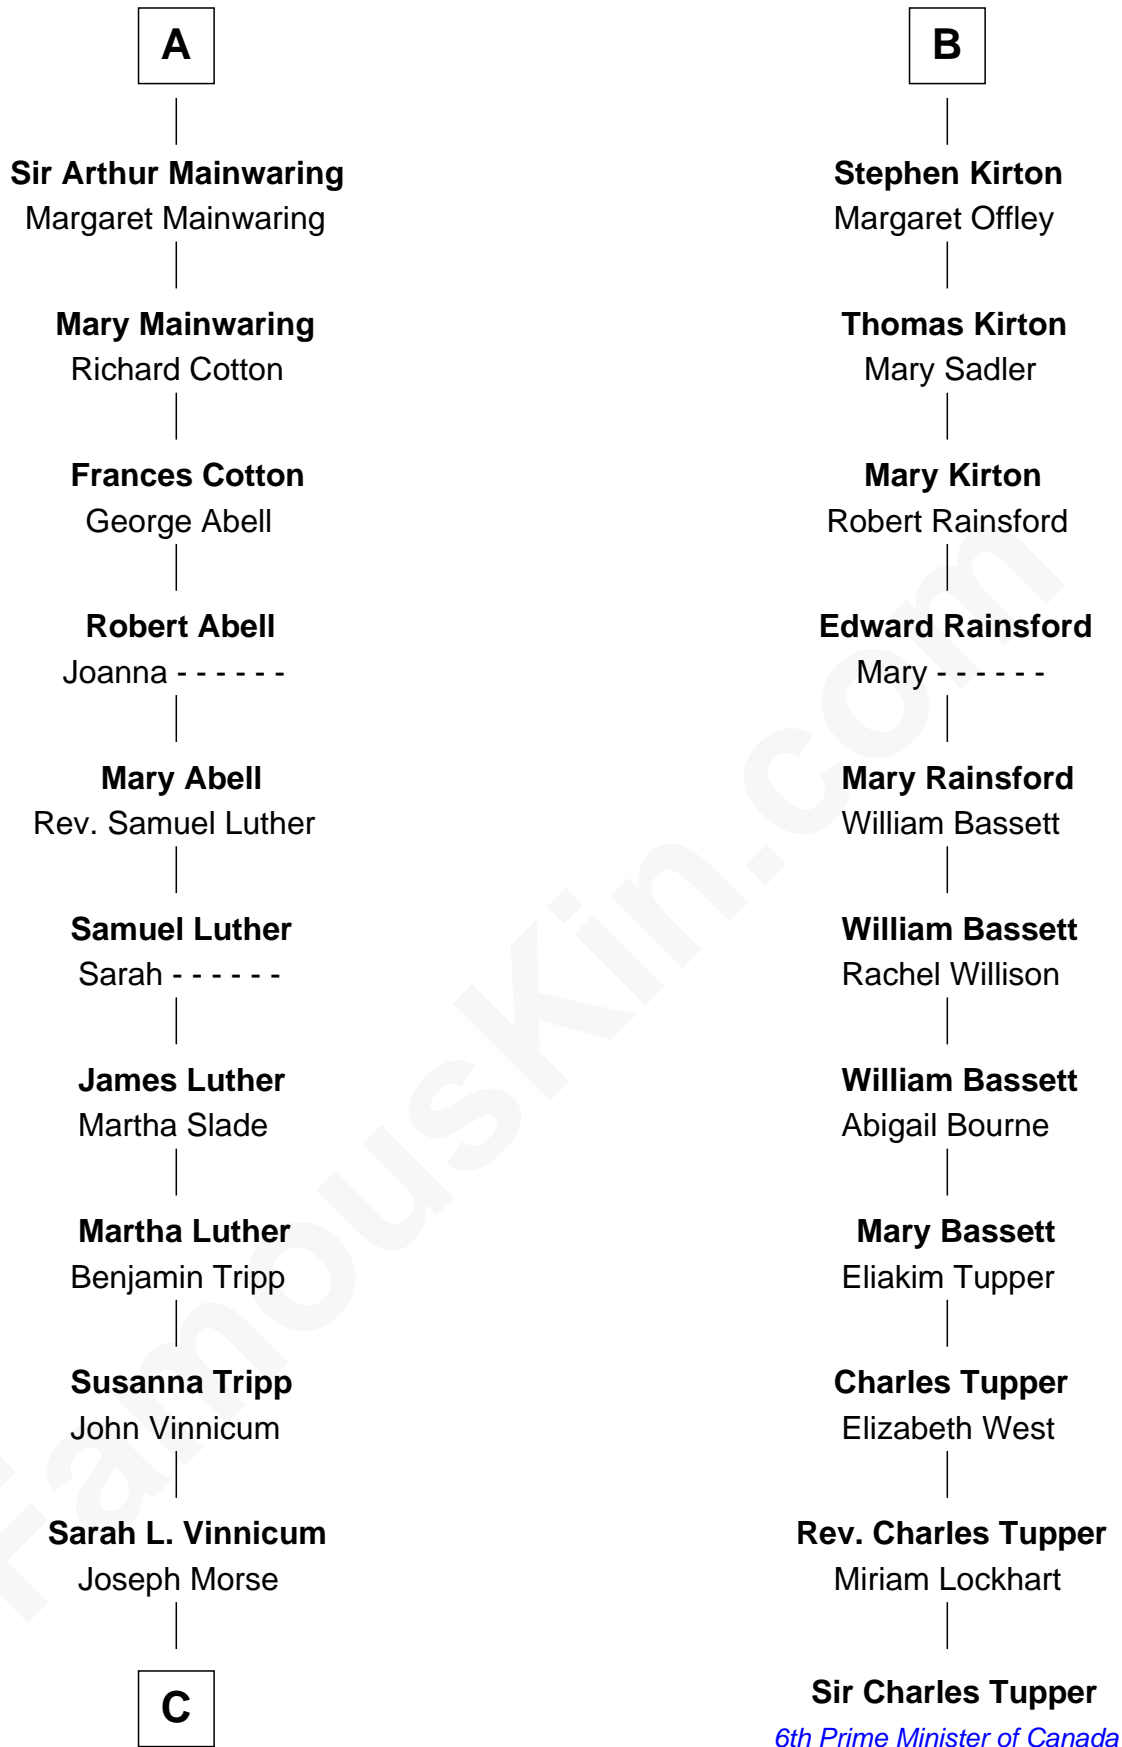 A
Sir Arthur Mainwaring
Margaret Mainwaring
Mary Mainwaring
Richard Cotton
Frances Cotton
George Abell
Robert Abell
Joanna - - - - - -
Mary Abell
Rev. Samuel Luther
Samuel Luther
Sarah - - - - - -
James Luther
Martha Slade
Martha Luther
Benjamin Tripp
Susanna Tripp
John Vinnicum
Sarah L. Vinnicum
Joseph Morse
C
B
Stephen Kirton
Margaret Offley
Thomas Kirton
Mary Sadler
Mary Kirton
Robert Rainsford
Edward Rainsford
Mary - - - - - -
Mary Rainsford
William Bassett
William Bassett
Rachel Willison
William Bassett
Abigail Bourne
Mary Bassett
Eliakim Tupper
Charles Tupper
Elizabeth West
Rev. Charles Tupper
Miriam Lockhart
Sir Charles Tupper
6th Prime Minister of Canada
FamousKin.com